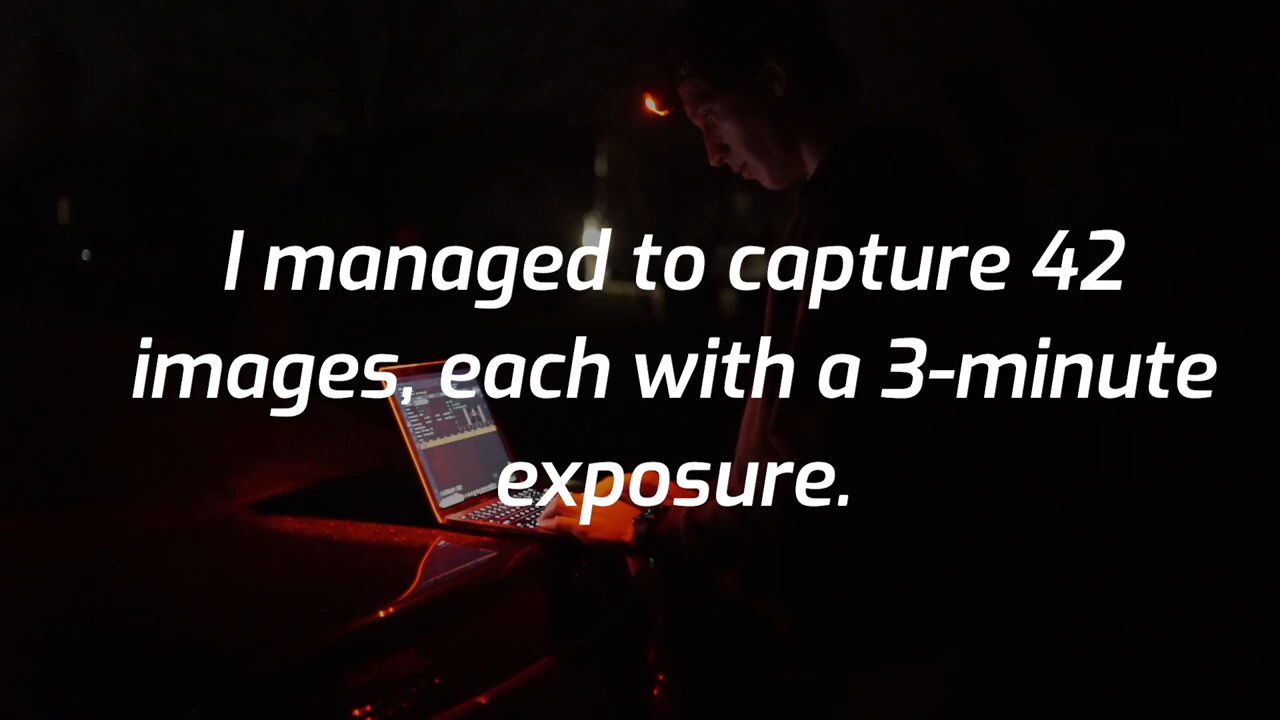 I managed to capture 42
images, each with a 3-minute
exposure.